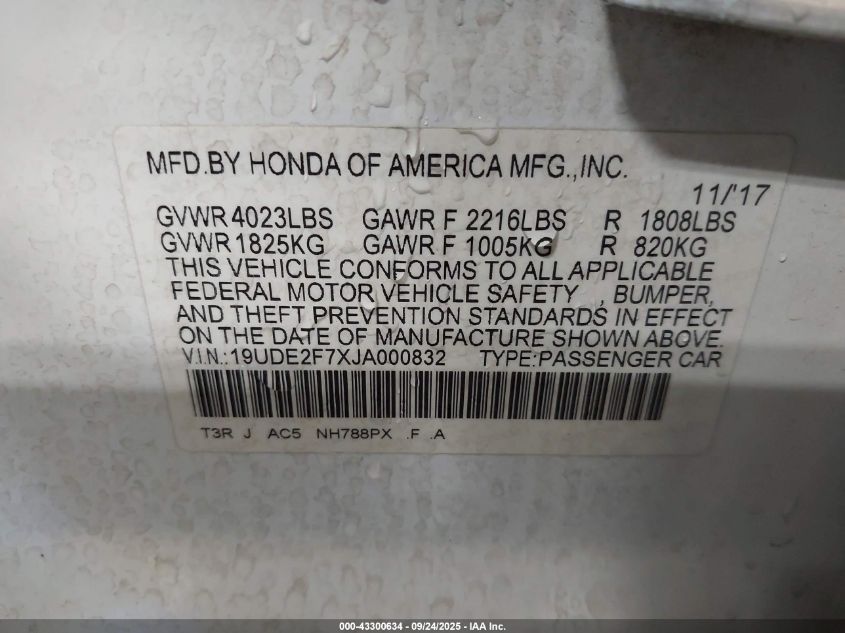 MFD.BY HONDA OF AMERICA MFG.,INC.
11/'17
GVWR 4023LBS GAWR F 2216LBS R 1808LBS
GVWR 1825KG GAWR F 1005KG R 820KG
THIS VEHICLE CONFORMS TO ALL APPLICABLE
FEDERAL MOTOR VEHICLE SAFETY , BUMPER,
AND THEFT PREVENTION STANDARDS IN EFFECT
ON THE DATE OF MANUFACTURE SHOWN ABOVE.
V.I.N.:19UDE2F7XJA000832 TYPE:PASSENGER CAR
T3R J AC5 NH788PX .F .A
000-43300634 - 09/24/2025 - IAA Inc.